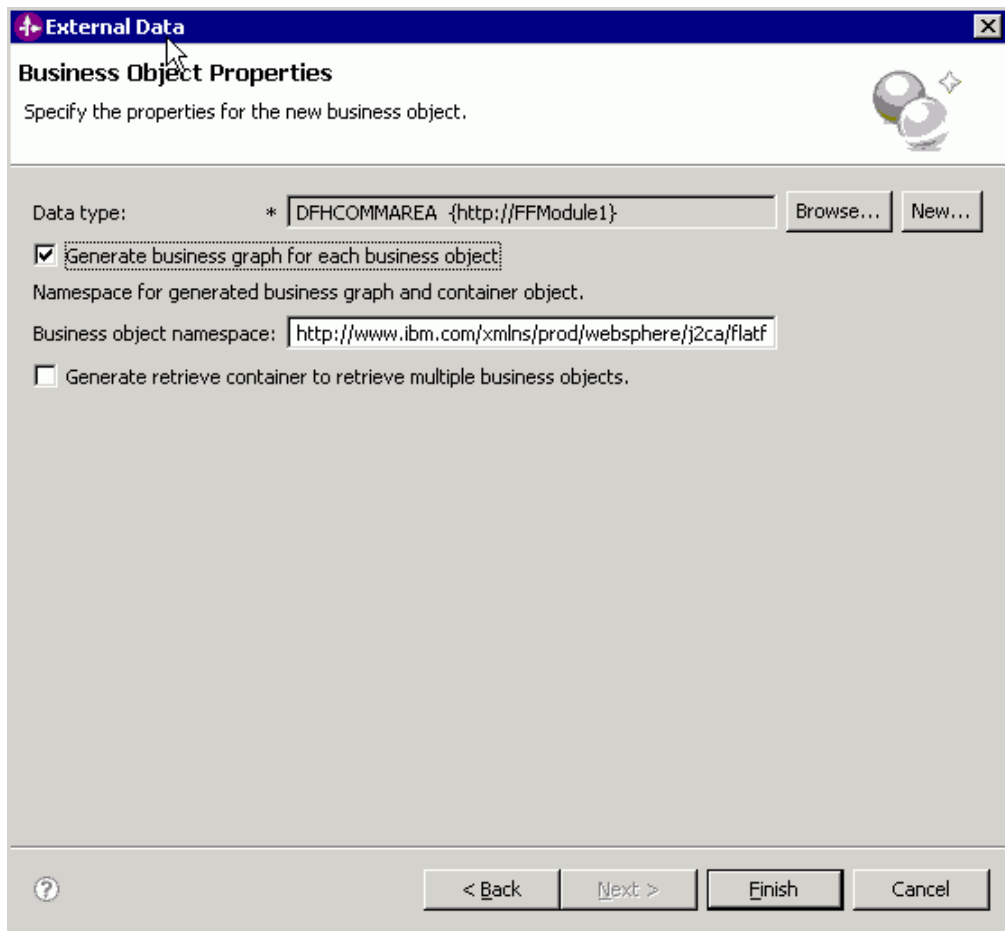 External Data
Business Object Properties
Specify the properties for the new business object.
Data type: * DFHCOMMAREA {http://FFModule1} Browse... New...
Generate business graph for each business object
Namespace for generated business graph and container object.
Business object namespace: http://www.ibm.com/xmlns/prod/websphere/j2ca/flatf
Generate retrieve container to retrieve multiple business objects.
? < Back Next > Finish Cancel